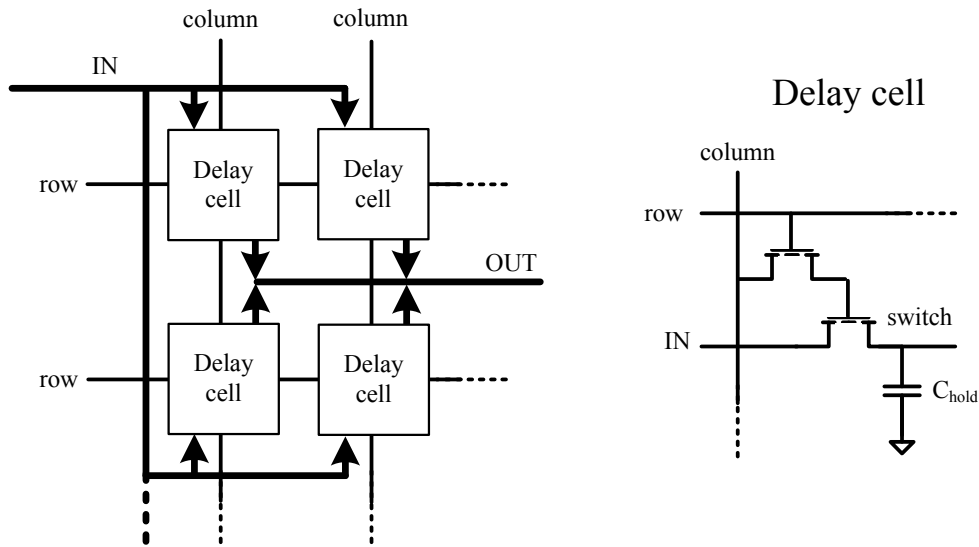 column
column
IN
Delay
cell
Delay
cell
row
OUT
Delay
cell
Delay
cell
row
Delay cell
column
row
switch
IN
C_hold